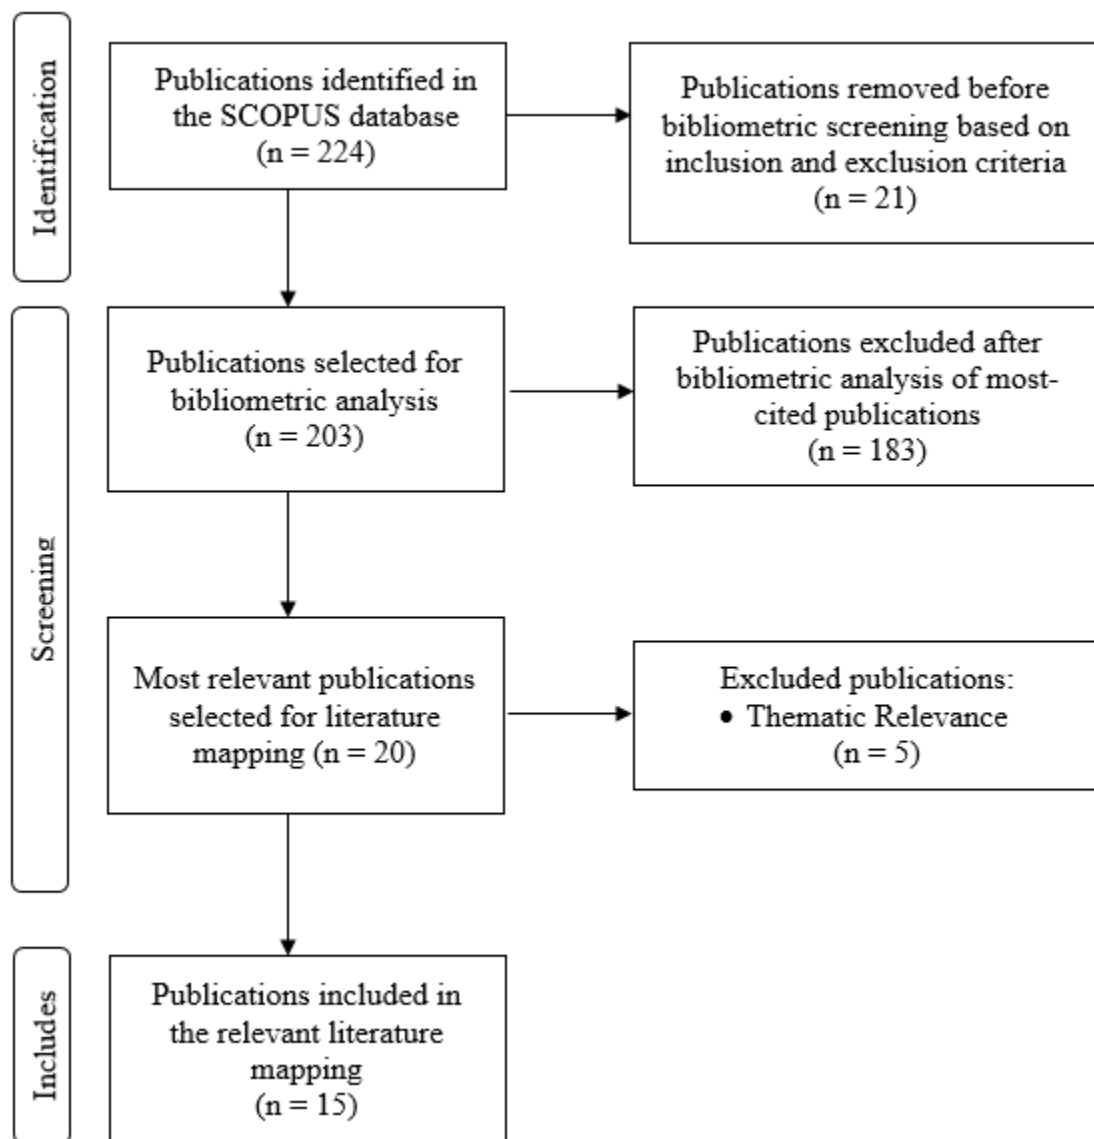 Identification
Publications identified in
the SCOPUS database
(n = 224)
Publications removed before
bibliometric screening based on
inclusion and exclusion criteria
(n = 21)
Screening
Publications selected for
bibliometric analysis
(n = 203)
Publications excluded after
bibliometric analysis of most-
cited publications
(n = 183)
Most relevant publications
selected for literature
mapping (n = 20)
Excluded publications:
• Thematic Relevance
(n = 5)
Includes
Publications included in
the relevant literature
mapping
(n = 15)